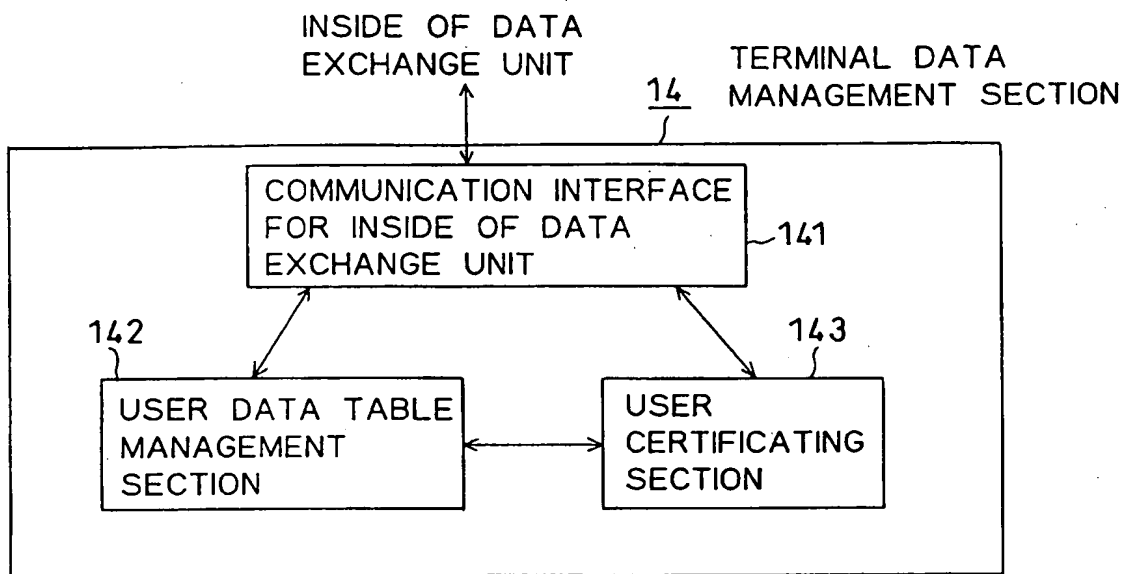 INSIDE OF DATA
EXCHANGE UNIT
14
TERMINAL DATA
MANAGEMENT SECTION
COMMUNICATION INTERFACE
FOR INSIDE OF DATA
EXCHANGE UNIT
141
142
USER DATA TABLE
MANAGEMENT
SECTION
143
USER
CERTIFICATING
SECTION